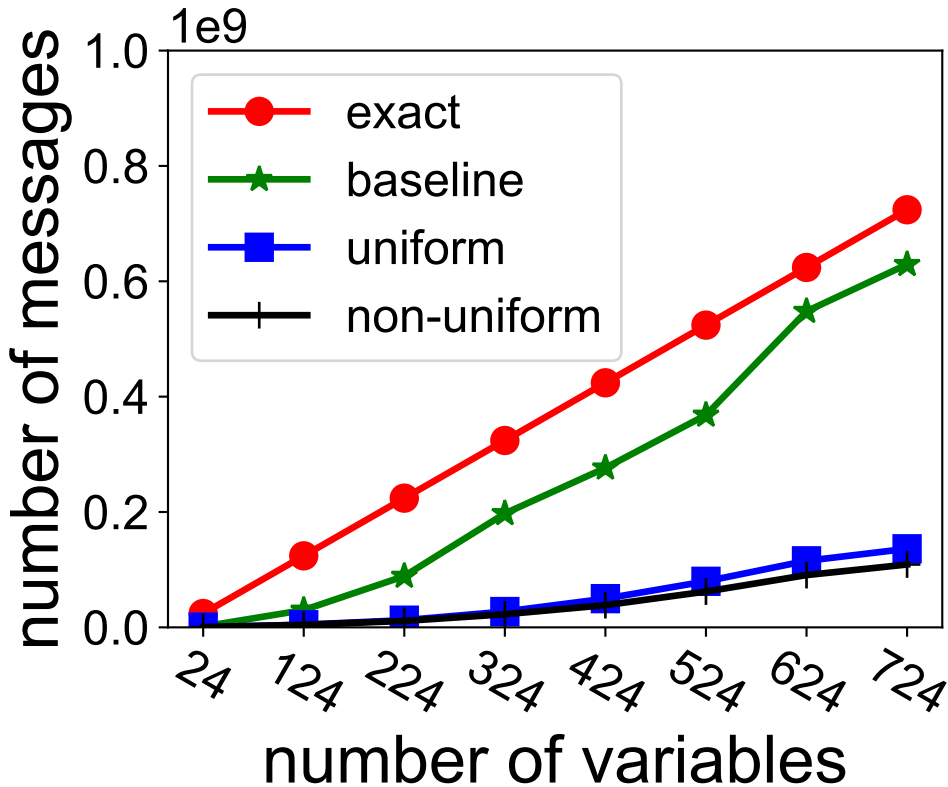 1e9
number of messages
1.0
0.8
0.6
0.4
0.2
0.0
exact
baseline
uniform
non-uniform
24 124 224 324 424 524 624 724
number of variables